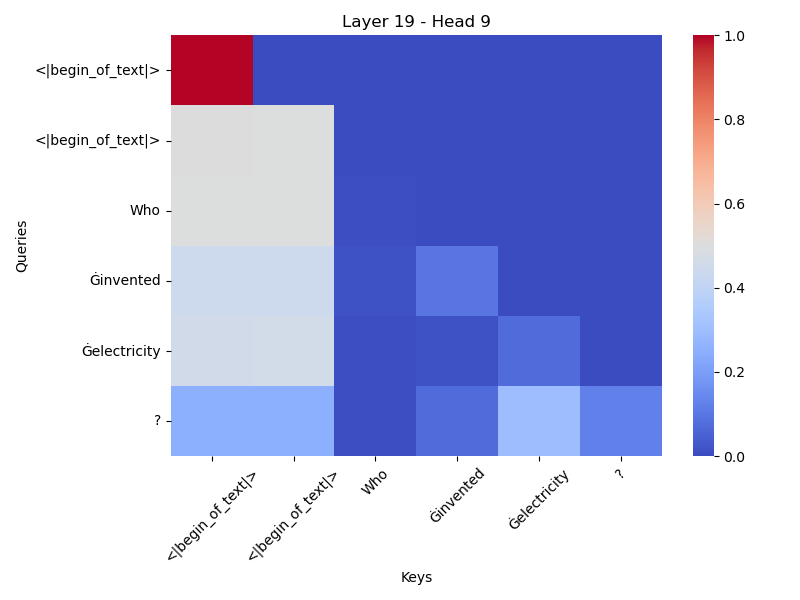 Layer 19 - Head 9
<|begin_of_text|>
<|begin_of_text|>
Who
Ġinvented
Ġelectricity
?
Queries
<|begin_of_text|>
<|begin_of_text|>
Who
Ġinvented
Ġelectricity
?
Keys
1.0
0.8
0.6
0.4
0.2
0.0